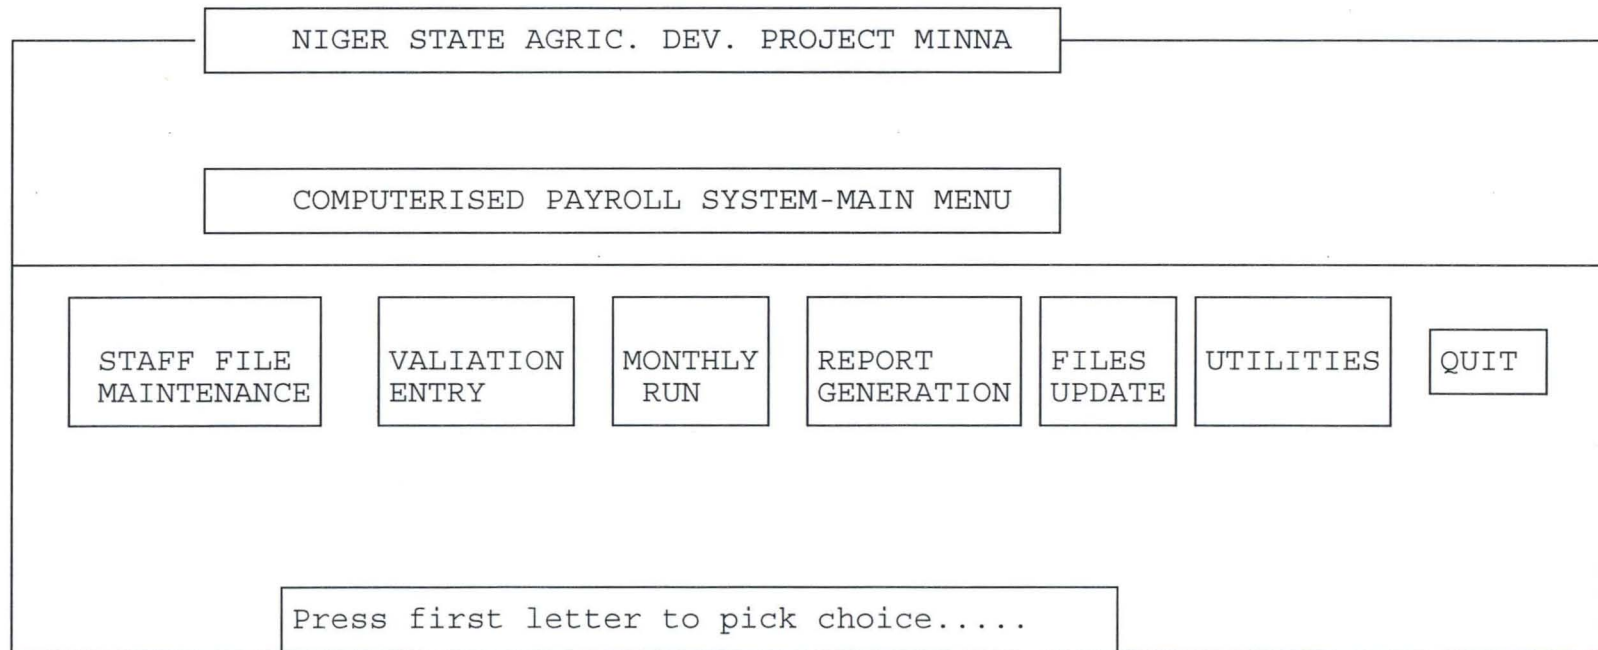 NIGER STATE AGRIC. DEV. PROJECT MINNA
COMPUTERISED PAYROLL SYSTEM-MAIN MENU
STAFF FILE
MAINTENANCE
VALIATION
ENTRY
MONTHLY
RUN
REPORT
GENERATION
FILES
UPDATE
UTILITIES
QUIT
Press first letter to pick choice.....